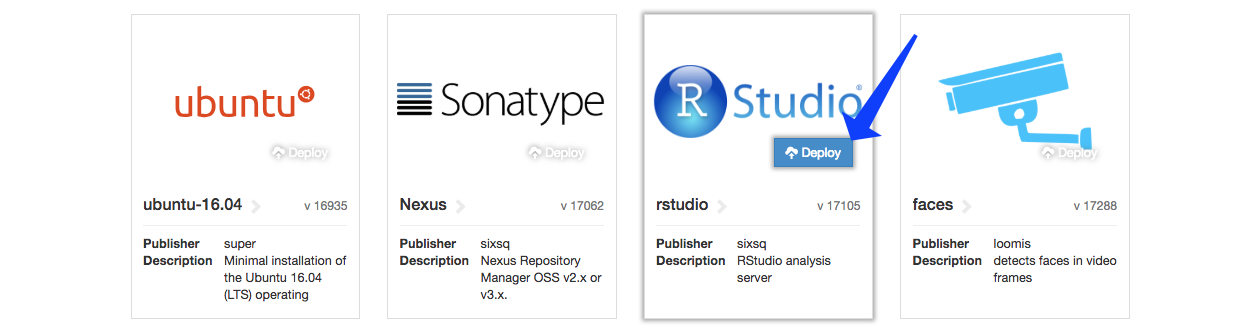 ubuntu
Deploy
ubuntu-16.04
v 16935
Publisher super
Description Minimal installation of
the Ubuntu 16.04
(LTS) operating
Sonatype
Deploy
Nexus
v 17062
Publisher sixsq
Description Nexus Repository
Manager OSS v2.x or
v3.x.
R Studio®
Deploy
rstudio
v 17105
Publisher sixsq
Description RStudio analysis
server
Deploy
faces
v 17288
Publisher loomis
Description detects faces in video
frames